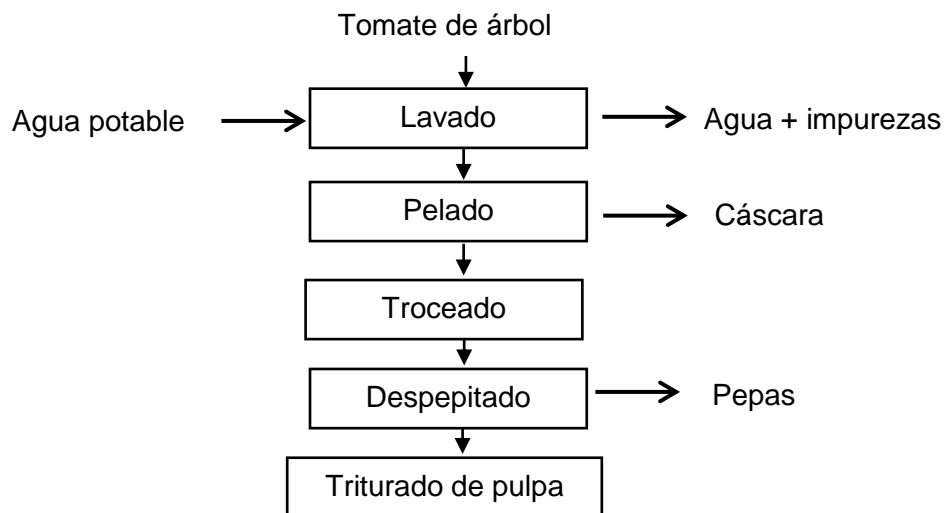 Tomate de árbol
Agua potable
Lavado
Agua + impurezas
Pelado
Cáscara
Troceado
Despepitado
Pepas
Triturado de pulpa